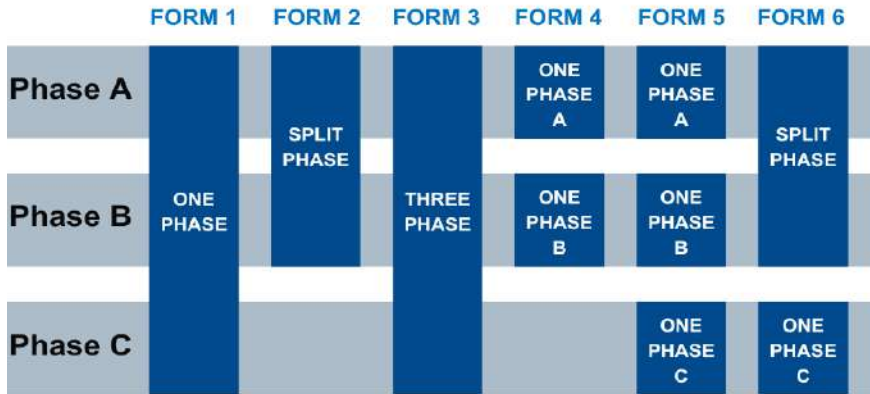 FORM 1 FORM 2 FORM 3 FORM 4 FORM 5 FORM 6
Phase A
Phase B
Phase C
ONE
PHASE
SPLIT
PHASE
THREE
PHASE
ONE
PHASE
A
ONE
PHASE
B
ONE
PHASE
A
ONE
PHASE
B
ONE
PHASE
C
SPLIT
PHASE
ONE
PHASE
C